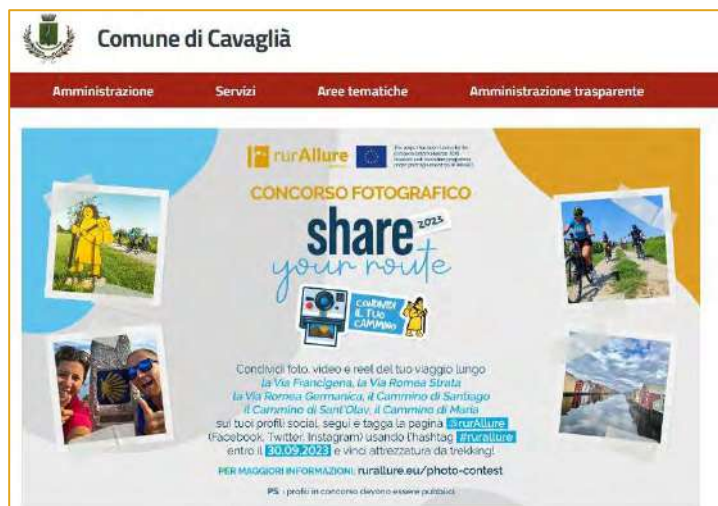 Comune di Cavaglià
Amministrazione Servizi Aree tematiche Amministrazione trasparente
rurAllure
CONCORSO FOTOGRAFICO
share 2023
your route
CONDIVIDI
IL TUO
CAMMINO
Condividi foto, video e reel del tuo viaggio lungo
la Via Francigena, la Via Romea Strata
la Via Romea Germanica, il Cammino di Santiago
il Cammino di Sant'Olav, il Cammino di Maria
sui tuoi profili social, segui e tagga la pagina @rurAllure
(Facebook, Twitter, Instagram) usando l'hashtag #rurallure
entro il 30.09.2023 e vinci attrezzatura da trekking!
PER MAGGIORI INFORMAZIONI: rurallure.eu/photo-contest
PS: i profili in concorso devono essere pubblici